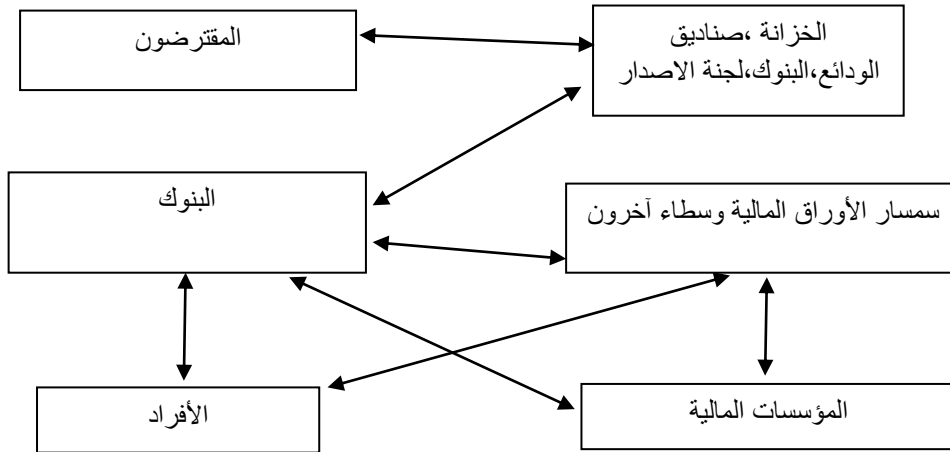 الخزانة ،صناديق
الودائع،البنوك،لجنة الاصدار
المقترضون
سمسار الأوراق المالية وسطاء آخرون
البنوك
المؤسسات المالية
الأفراد